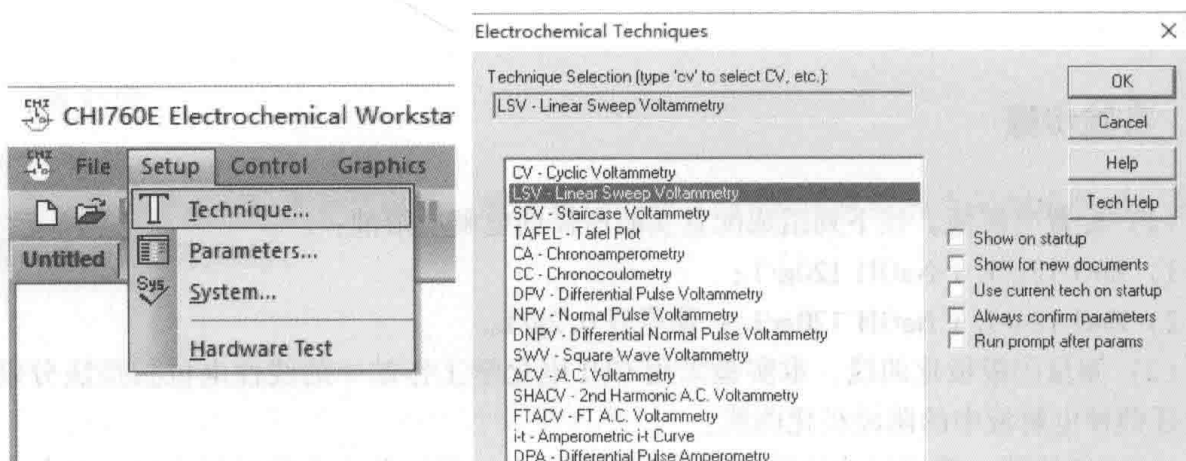 CHI760E Electrochemical Worksta
File Setup Control Graphics
Technique...
Parameters...
System...
Hardware Test
Untitled
Electrochemical Techniques
Technique Selection (type 'cv' to select CV, etc.):
LSV - Linear Sweep Voltammetry
CV - Cyclic Voltammetry
LSV - Linear Sweep Voltammetry
SCV - Staircase Voltammetry
TAFEL - Tafel Plot
CA - Chronoamperometry
CC - Chronocoulometry
DPV - Differential Pulse Voltammetry
NPV - Normal Pulse Voltammetry
DNPV - Differential Normal Pulse Voltammetry
SWV - Square Wave Voltammetry
ACV - A.C. Voltammetry
SHACV - 2nd Harmonic A.C. Voltammetry
FTACV - FT A.C. Voltammetry
i-t - Amperometric i-t Curve
DPA - Differential Pulse Amperometry
OK
Cancel
Help
Tech Help
Show on startup
Show for new documents
Use current tech on startup
Always confirm parameters
Run prompt after params